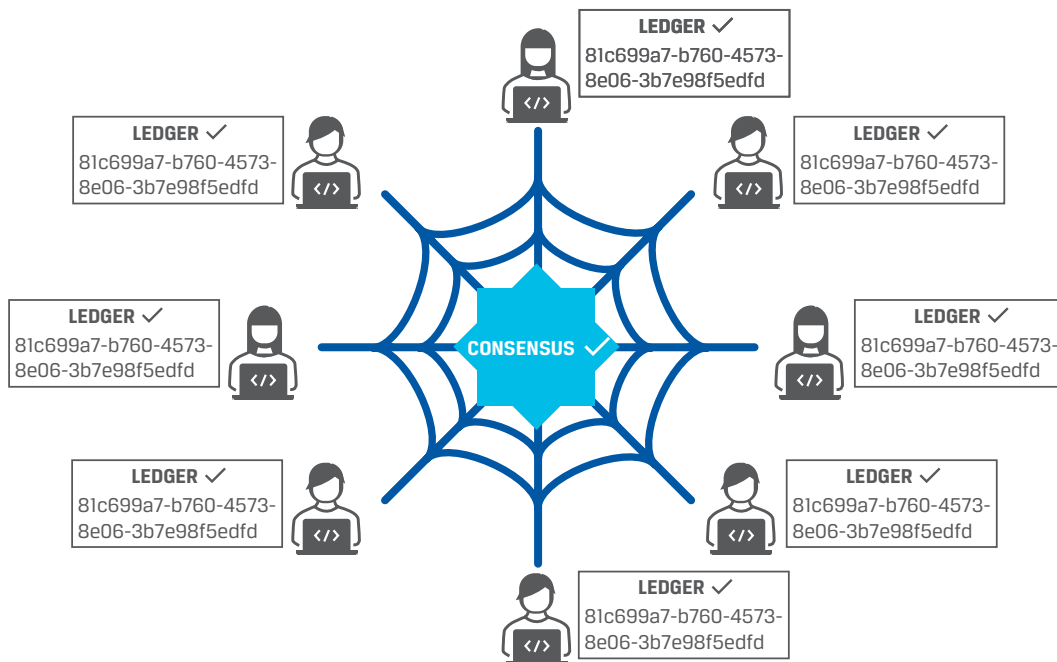 LEDGER ✓
81c699a7-b760-4573-
8e06-3b7e98f5edfd
LEDGER ✓
81c699a7-b760-4573-
8e06-3b7e98f5edfd
LEDGER ✓
81c699a7-b760-4573-
8e06-3b7e98f5edfd
LEDGER ✓
81c699a7-b760-4573-
8e06-3b7e98f5edfd
CONSENSUS ✓
LEDGER ✓
81c699a7-b760-4573-
8e06-3b7e98f5edfd
LEDGER ✓
81c699a7-b760-4573-
8e06-3b7e98f5edfd
LEDGER ✓
81c699a7-b760-4573-
8e06-3b7e98f5edfd
LEDGER ✓
81c699a7-b760-4573-
8e06-3b7e98f5edfd
</>
</>
</>
</>
</>
</>
</>
</>